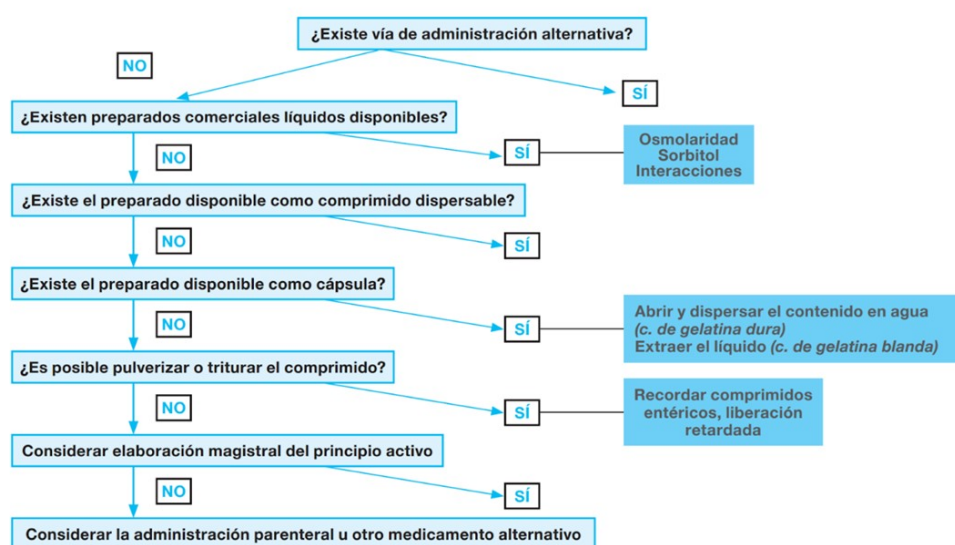 ¿Existe vía de administración alternativa?
NO
SÍ
¿Existen preparados comerciales líquidos disponibles?
NO
SÍ
Osmolaridad
Sorbitol
Interacciones
¿Existe el preparado disponible como comprimido dispersable?
NO
SÍ
¿Existe el preparado disponible como cápsula?
NO
SÍ
Abrir y dispersar el contenido en agua
(c. de gelatina dura)
Extraer el líquido (c. de gelatina blanda)
¿Es posible pulverizar o triturar el comprimido?
NO
SÍ
Recordar comprimidos
entéricos, liberación
retardada
Considerar elaboración magistral del principio activo
NO
SÍ
Considerar la administración parenteral u otro medicamento alternativo